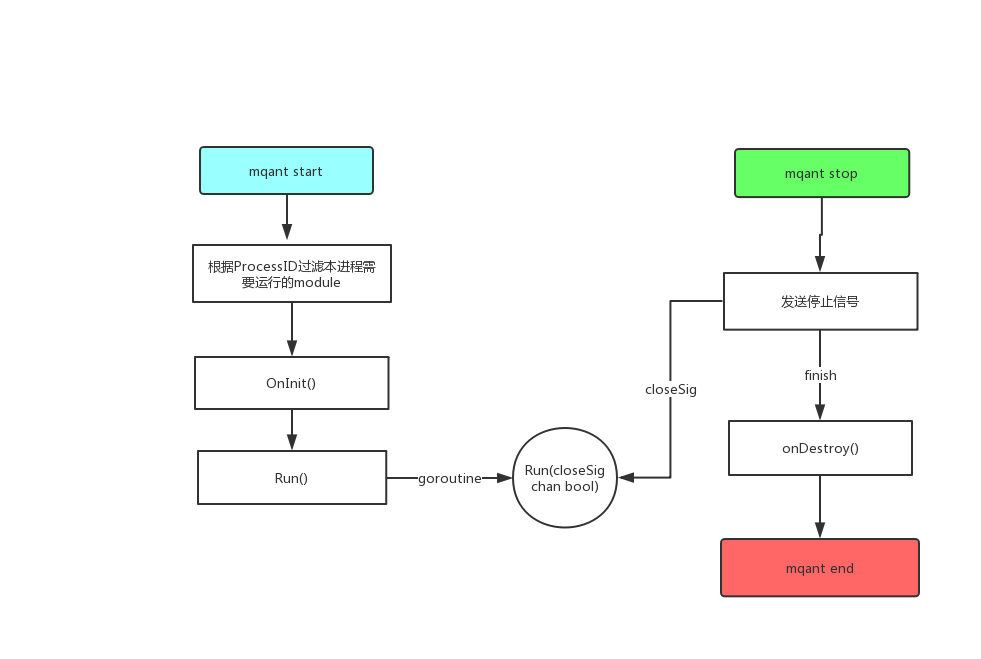 mqant start
根据ProcessID过滤本进程需
要运行的module
OnInit()
Run()
goroutine
Run(closeSig
chan bool)
closeSig
mqant stop
发送停止信号
finish
onDestroy()
mqant end